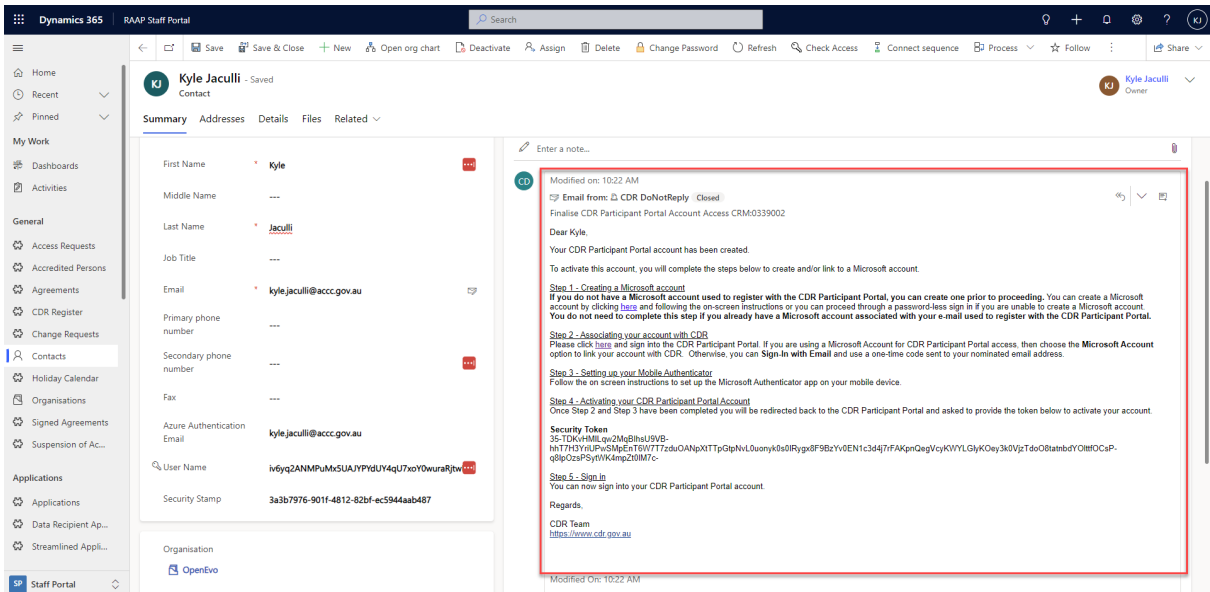 Dynamics 365 RAAP Staff Portal Search KJ
Save Save & Close New Open org chart Deactivate Assign Delete Change Password Refresh Check Access Connect sequence Process Follow Share
Home
Recent
Pinned
My Work
Dashboards
Activities
General
Access Requests
Accredited Persons
Agreements
CDR Register
Change Requests
Contacts
Holiday Calendar
Organisations
Signed Agreements
Suspension of Ac...
Applications
Applications
Data Recipient Ap...
Streamlined Appli...
SP Staff Portal
KJ Kyle Jaculli - Saved
Contact
KJ Kyle Jaculli
Owner
Summary Addresses Details Files Related
First Name * Kyle
Middle Name ---
Last Name * Jaculli
Job Title ---
Email * kyle.jaculli@accc.gov.au
Primary phone
number ---
Secondary phone
number ---
Fax ---
Azure Authentication
Email kyle.jaculli@accc.gov.au
User Name
Security Stamp 3a3b7976-901f-4812-82bf-ec5944aab487
Organisation
OpenEvo
Enter a note...
CD Modified on: 10:22 AM
Email from: CDR DoNotReply Closed
Finalise CDR Participant Portal Account Access CRM:0339002
Dear Kyle,
Your CDR Participant Portal account has been created.
To activate this account, you will complete the steps below to create and/or link to a Microsoft account.
Step 1 - Creating a Microsoft account
If you do not have a Microsoft account used to register with the CDR Participant Portal, you can create one prior to proceeding. You can create a Microsoft
account by clicking here and following the on-screen instructions or you can proceed through a password-less sign in if you are unable to create a Microsoft account.
You do not need to complete this step if you already have a Microsoft account associated with your e-mail used to register with the CDR Participant Portal.
Step 2 - Associating your account with CDR
Please click here and sign into the CDR Participant Portal. If you are using a Microsoft Account for CDR Participant Portal access, then choose the Microsoft Account
option to link your account with CDR. Otherwise, you can Sign-In with Email and use a one-time code sent to your nominated email address.
Step 3 - Setting up your Mobile Authenticator
Follow the on screen instructions to set up the Microsoft Authenticator app on your mobile device.
Step 4 - Activating your CDR Participant Portal Account
Once Step 2 and Step 3 have been completed you will be redirected back to the CDR Participant Portal and asked to provide the token below to activate your account.
Security Token
Step 5 - Sign in
You can now sign into your CDR Participant Portal account.
Regards,
CDR Team
https://www.cdr.gov.au
Modified On: 10:22 AM